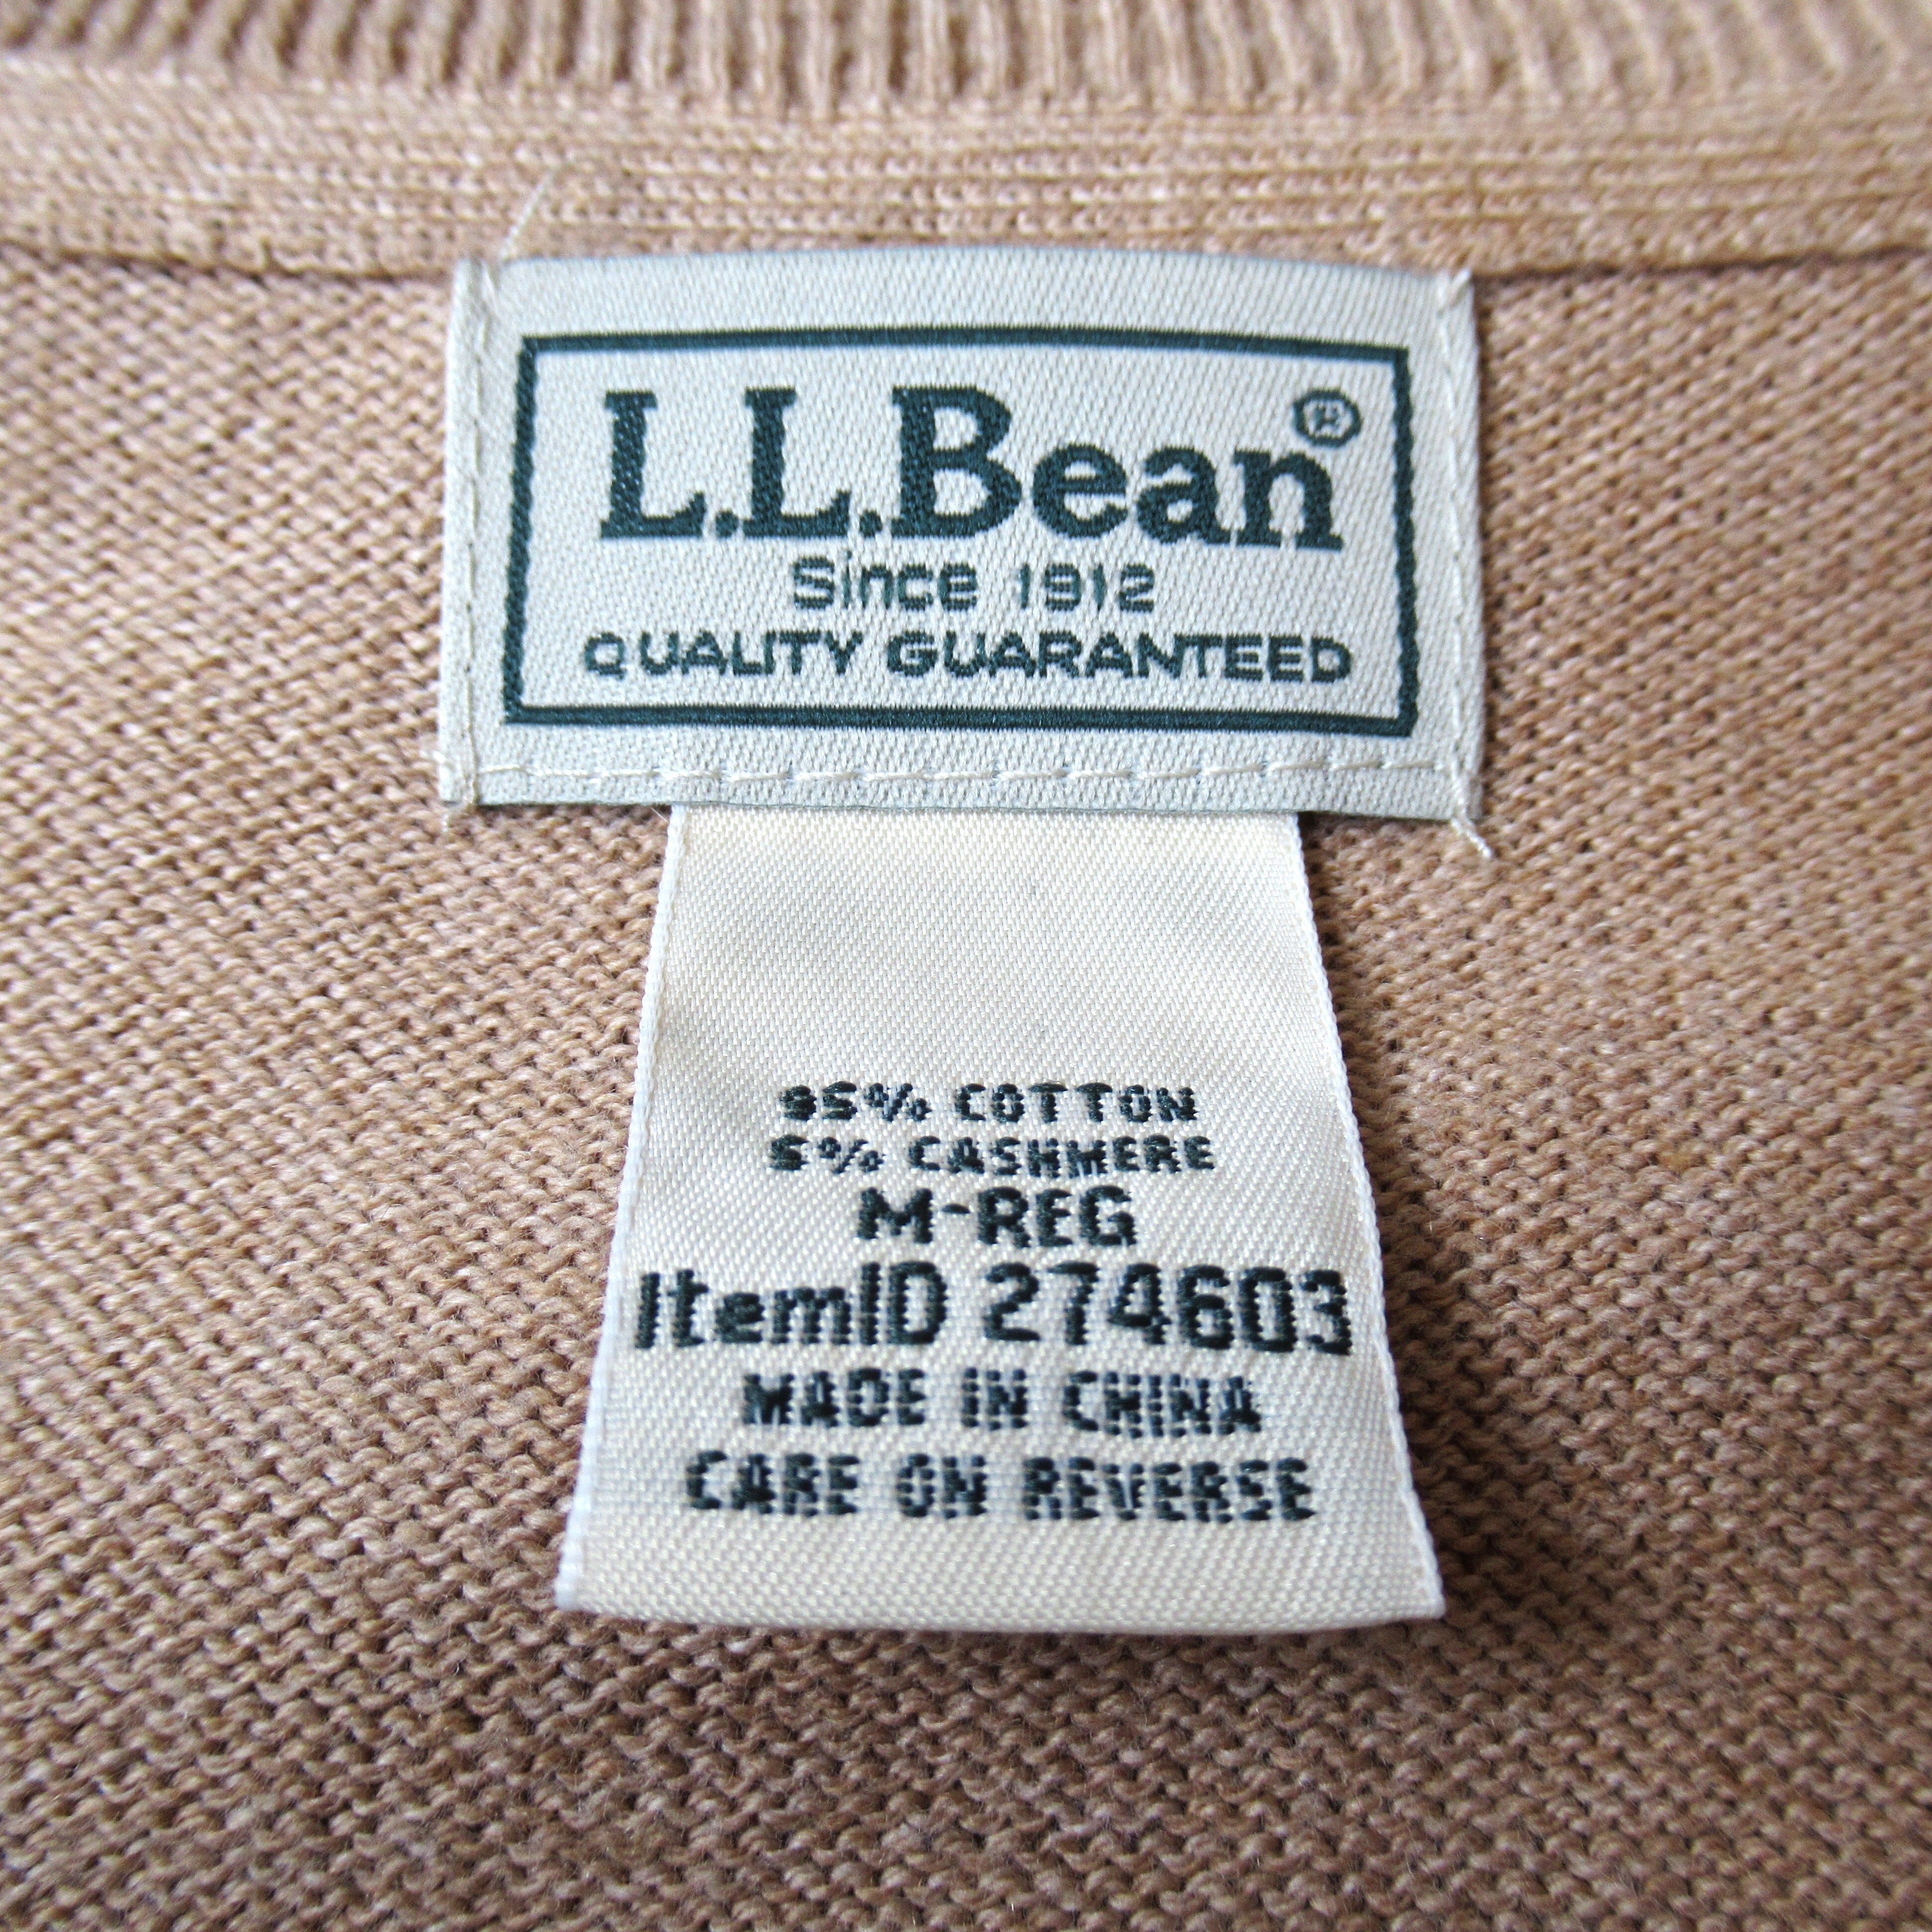 L.L.Bean®
Since 1912
QUALITY GUARANTEED
95% COTTON
5% CASHMERE
M-REG
ItemID 274603
MADE IN CHINA
CARE ON REVERSE